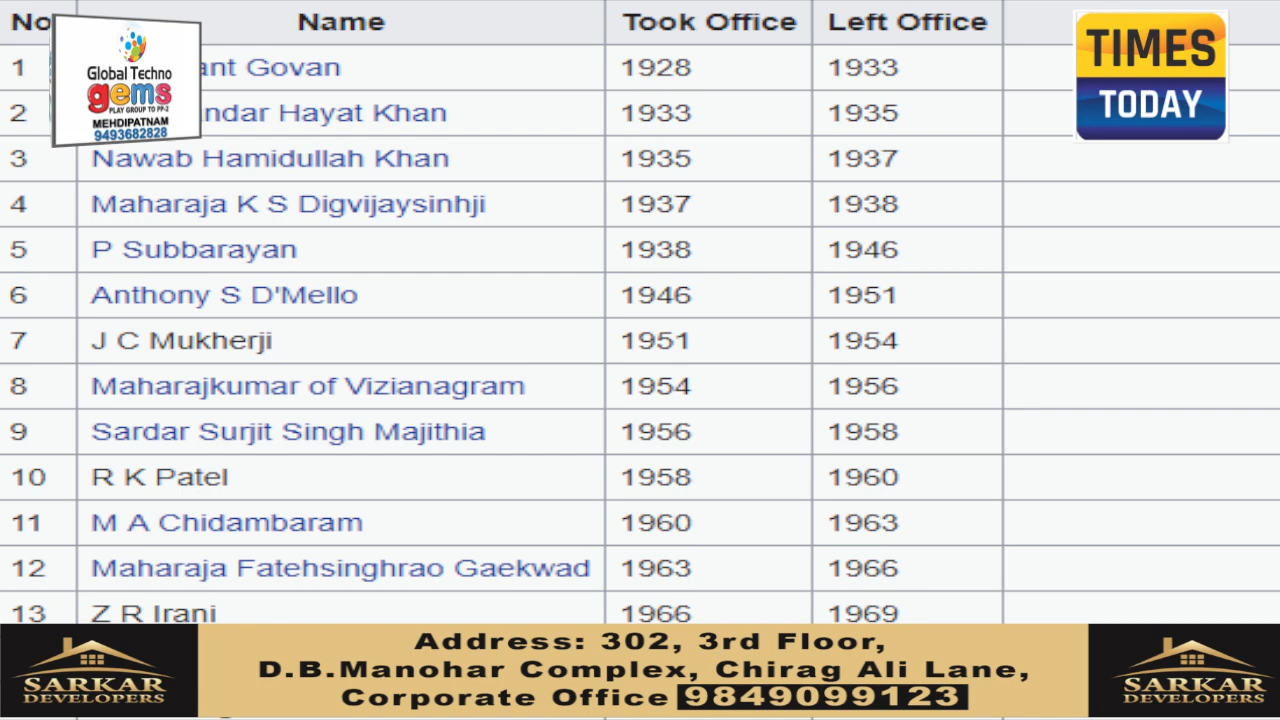 No Name Took Office Left Office
1 ant Govan 1928 1933
2 ndar Hayat Khan 1933 1935
3 Nawab Hamidullah Khan 1935 1937
4 Maharaja K S Digvijaysinhji 1937 1938
5 P Subbarayan 1938 1946
6 Anthony S D'Mello 1946 1951
7 J C Mukherji 1951 1954
8 Maharajkumar of Vizianagram 1954 1956
9 Sardar Surjit Singh Majithia 1956 1958
10 R K Patel 1958 1960
11 M A Chidambaram 1960 1963
12 Maharaja Fatehsinghrao Gaekwad 1963 1966
13 Z R Irani 1966 1969
Global Techno
gems
PLAY GROUP TO PP-2
MEHDIPATNAM
9493682828
TIMES
TODAY
SARKAR
DEVELOPERS
Address: 302, 3rd Floor,
D.B.Manohar Complex, Chirag Ali Lane,
Corporate Office 9849099123
SARKAR
DEVELOPERS